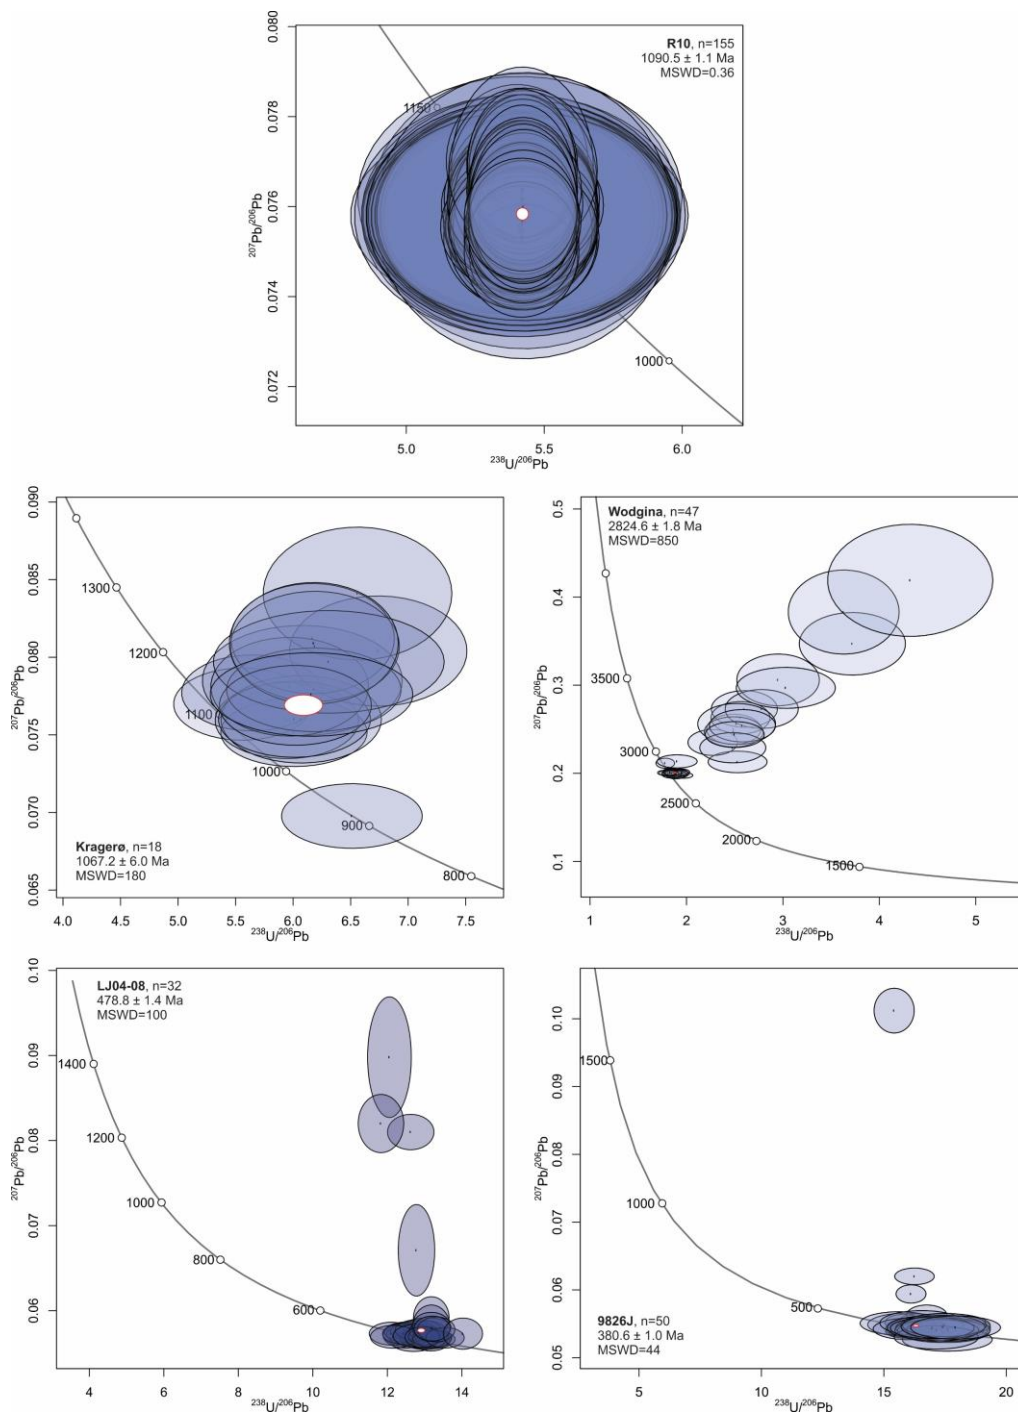 0.080
0.078
0.076
0.074
0.072
207Pb/206Pb
R10, n=155
1090.5 ± 1.1 Ma
MSWD=0.36
1150
1000
5.0 5.5 6.0
238U/206Pb
0.090
0.085
0.080
0.075
0.070
0.065
207Pb/206Pb
1300
1200
1100
1000
900
800
Kragerø, n=18
1067.2 ± 6.0 Ma
MSWD=180
4.0 4.5 5.0 5.5 6.0 6.5 7.0 7.5
238U/206Pb
0.5
0.4
0.3
0.2
0.1
207Pb/206Pb
Wodgina, n=47
2824.6 ± 1.8 Ma
MSWD=850
3500
3000
2500
2000
1500
1 2 3 4 5
238U/206Pb
0.10
0.09
0.08
0.07
0.06
207Pb/206Pb
LJ04-08, n=32
478.8 ± 1.4 Ma
MSWD=100
1400
1200
1000
800
600
4 6 8 10 12 14
238U/206Pb
0.10
0.09
0.08
0.07
0.06
0.05
207Pb/206Pb
1500
1000
500
9826J, n=50
380.6 ± 1.0 Ma
MSWD=44
5 10 15 20
238U/206Pb